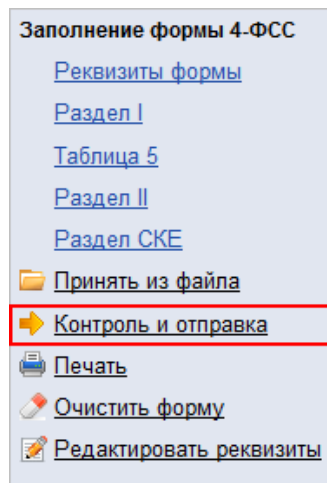 Заполнение формы 4-ФСС
Реквизиты формы
Раздел I
Таблица 5
Раздел II
Раздел СКЕ
Принять из файла
Контроль и отправка
Печать
Очистить форму
Редактировать реквизиты